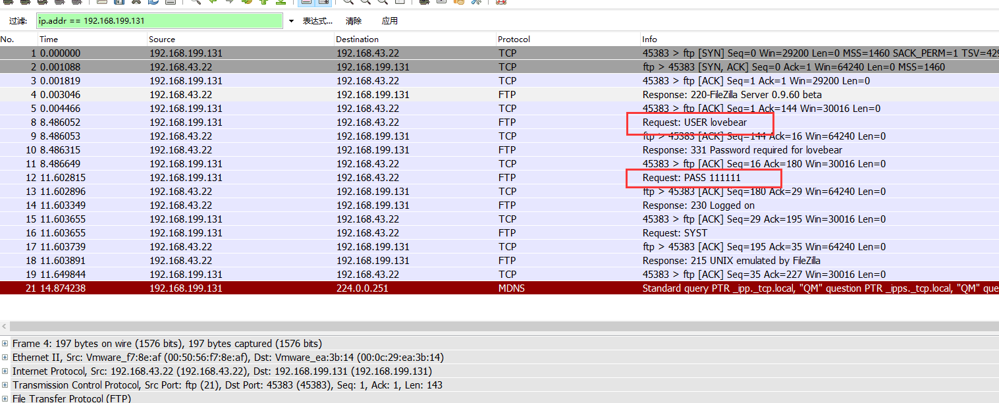 过滤: ip.addr == 192.168.199.131 表达式... 清除 应用
No. Time Source Destination Protocol Info
1 0.000000 192.168.199.131 192.168.43.22 TCP 45383 > ftp [SYN] Seq=0 Win=29200 Len=0 MSS=1460 SACK_PERM=1 TSV=429
2 0.001088 192.168.43.22 192.168.199.131 TCP ftp > 45383 [SYN, ACK] Seq=0 Ack=1 Win=64240 Len=0 MSS=1460
3 0.001819 192.168.199.131 192.168.43.22 TCP 45383 > ftp [ACK] Seq=1 Ack=1 Win=29200 Len=0
4 0.003046 192.168.43.22 192.168.199.131 FTP Response: 220-FileZilla Server 0.9.60 beta
5 0.004466 192.168.199.131 192.168.43.22 TCP 45383 > ftp [ACK] Seq=1 Ack=144 Win=30016 Len=0
8 8.486052 192.168.199.131 192.168.43.22 FTP Request: USER lovebear
9 8.486053 192.168.43.22 192.168.199.131 TCP ftp > 45383 [ACK] Seq=144 Ack=16 Win=64240 Len=0
10 8.486315 192.168.43.22 192.168.199.131 FTP Response: 331 Password required for lovebear
11 8.486649 192.168.199.131 192.168.43.22 TCP 45383 > ftp [ACK] Seq=16 Ack=180 Win=30016 Len=0
12 11.602815 192.168.199.131 192.168.43.22 FTP Request: PASS 111111
13 11.602896 192.168.43.22 192.168.199.131 TCP ftp > 45383 [ACK] Seq=180 Ack=29 Win=64240 Len=0
14 11.603349 192.168.43.22 192.168.199.131 FTP Response: 230 Logged on
15 11.603655 192.168.199.131 192.168.43.22 TCP 45383 > ftp [ACK] Seq=29 Ack=195 Win=30016 Len=0
16 11.603655 192.168.199.131 192.168.43.22 FTP Request: SYST
17 11.603739 192.168.43.22 192.168.199.131 TCP ftp > 45383 [ACK] Seq=195 Ack=35 Win=64240 Len=0
18 11.603891 192.168.43.22 192.168.199.131 FTP Response: 215 UNIX emulated by FileZilla
19 11.649844 192.168.199.131 192.168.43.22 TCP 45383 > ftp [ACK] Seq=35 Ack=227 Win=30016 Len=0
21 14.874238 192.168.199.131 224.0.0.251 MDNS Standard query PTR _ipp._tcp.local, "QM" question PTR _ipps._tcp.local, "QM" que
Frame 4: 197 bytes on wire (1576 bits), 197 bytes captured (1576 bits)
Ethernet II, Src: Vmware_f7:8e:af (00:50:56:f7:8e:af), Dst: Vmware_ea:3b:14 (00:0c:29:ea:3b:14)
Internet Protocol, Src: 192.168.43.22 (192.168.43.22), Dst: 192.168.199.131 (192.168.199.131)
Transmission Control Protocol, Src Port: ftp (21), Dst Port: 45383 (45383), Seq: 1, Ack: 1, Len: 143
File Transfer Protocol (FTP)